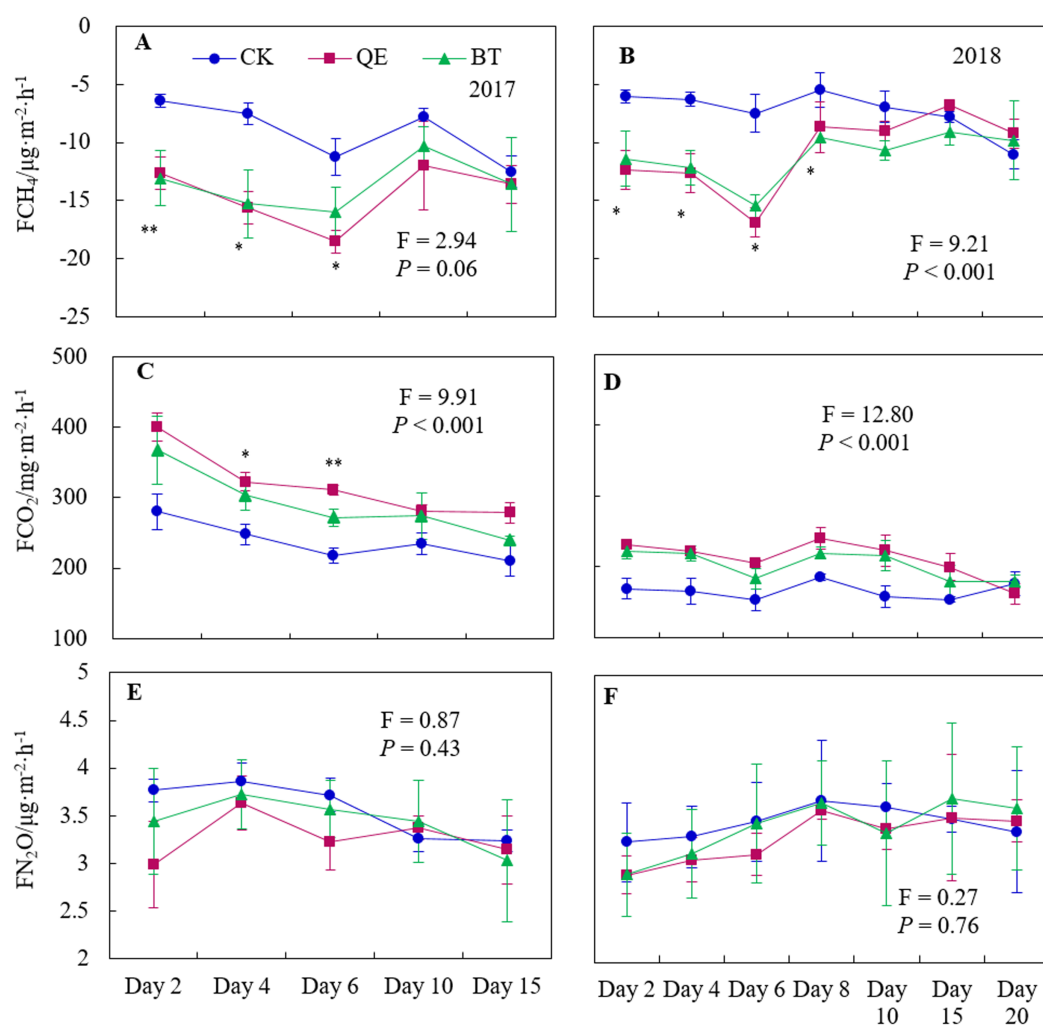 A
CK QE BT
2017
FCH₄/µg·m⁻²·h⁻¹
0
-5
-10
-15
-20
-25
**
*
*
F = 2.94
P = 0.06
B
2018
*
*
*
*
F = 9.21
P < 0.001
C
FCO₂/mg·m⁻²·h⁻¹
500
400
300
200
100
*
**
F = 9.91
P < 0.001
D
F = 12.80
P < 0.001
E
FN₂O/µg·m⁻²·h⁻¹
5
4.5
4
3.5
3
2.5
2
F = 0.87
P = 0.43
Day 2 Day 4 Day 6 Day 10 Day 15
F
F = 0.27
P = 0.76
Day 2 Day 4 Day 6 Day 8 Day Day Day
10 15 20